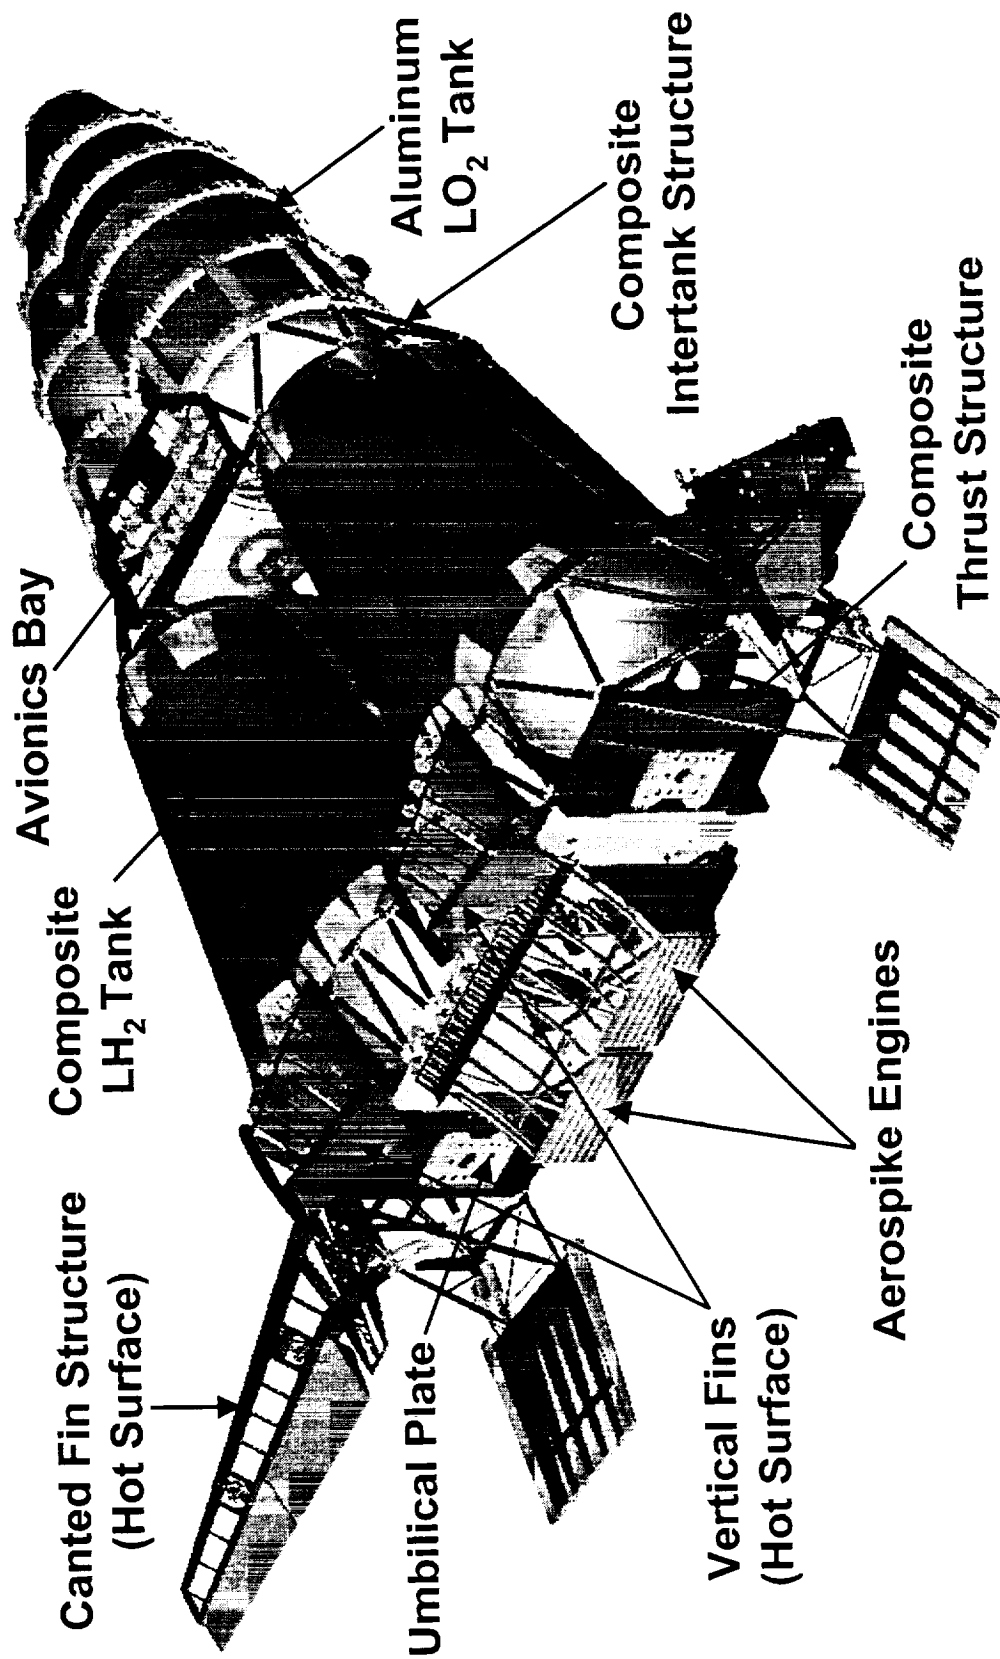 Canted Fin Structure
(Hot Surface)
Composite
LH2 Tank
Avionics Bay
Umbilical Plate
Vertical Fins
(Hot Surface)
Aerospike Engines
Composite
Thrust Structure
Composite
Intertank Structure
Aluminum
LO2 Tank